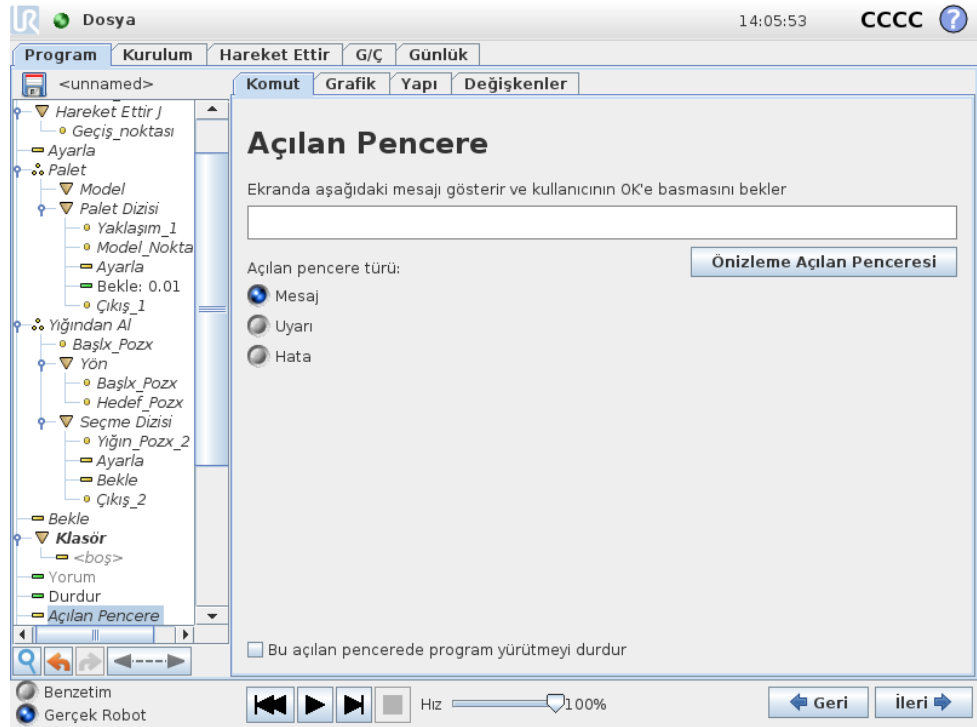 UR Dosya 14:05:53 CCCC ?
Program Kurulum Hareket Ettir G/Ç Günlük
<unnamed> Komut Grafik Yapı Değişkenler
Hareket Ettir J
Geçiş_noktası
Ayarla
Palet
Model
Palet Dizisi
Yaklaşım_1
Model_Nokta
Ayarla
Bekle: 0.01
Çıkış_1
Yığından Al
Başlx_Pozx
Yön
Başlx_Pozx
Hedef_Pozx
Seçme Dizisi
Yığın_Pozx_2
Ayarla
Bekle
Çıkış_2
Bekle
Klasör
<boş>
Yorum
Durdur
Açılan Pencere
Açılan Pencere
Ekranda aşağıdaki mesajı gösterir ve kullanıcının OK'e basmasını bekler
Önizleme Açılan Penceresi
Açılan pencere türü:
Mesaj
Uyarı
Hata
Bu açılan pencerede program yürütmeyi durdur
Benzetim
Gerçek Robot
Hız 100%
Geri İleri